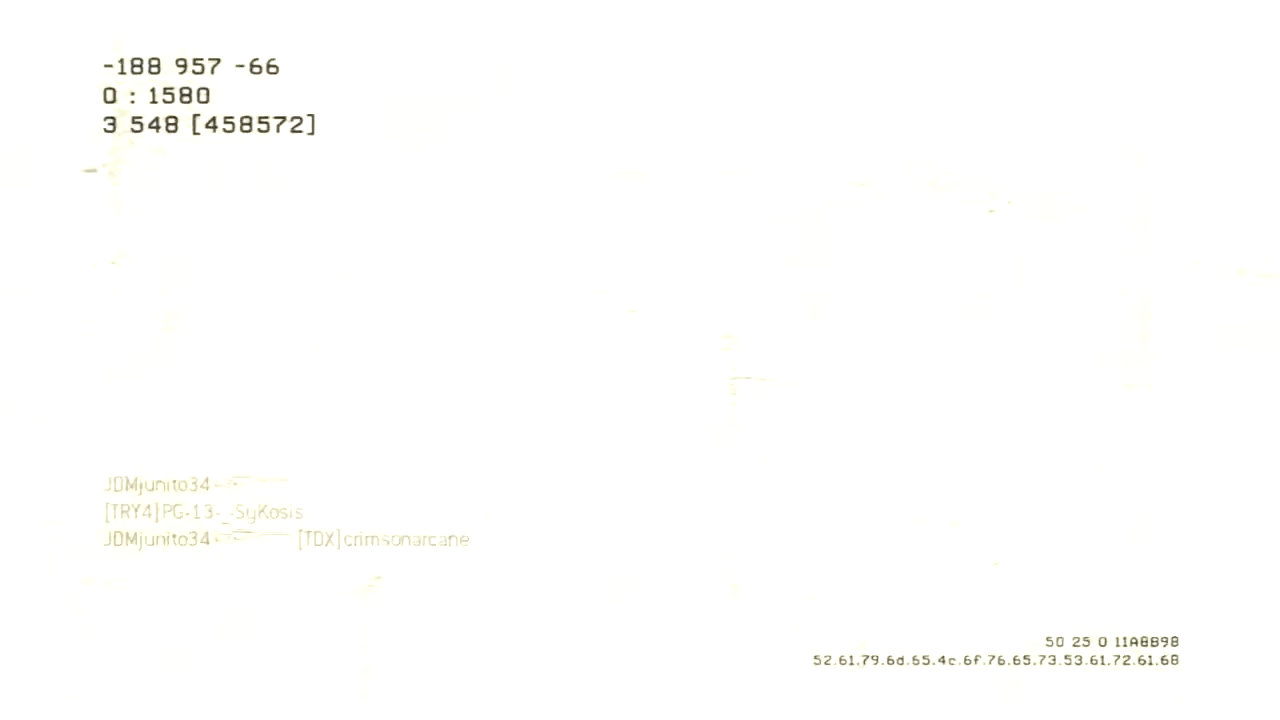 -188 957 -66
0 : 1580
3 548 [458572]
JDMjunito34
[TRY4]PG-13-_-SyKosis
JDMjunito34 [TDX]crimsonarcane
50 25 0 11A8B98
52.61.79.6d.65.4c.6f.76.65.73.53.61.72.61.68